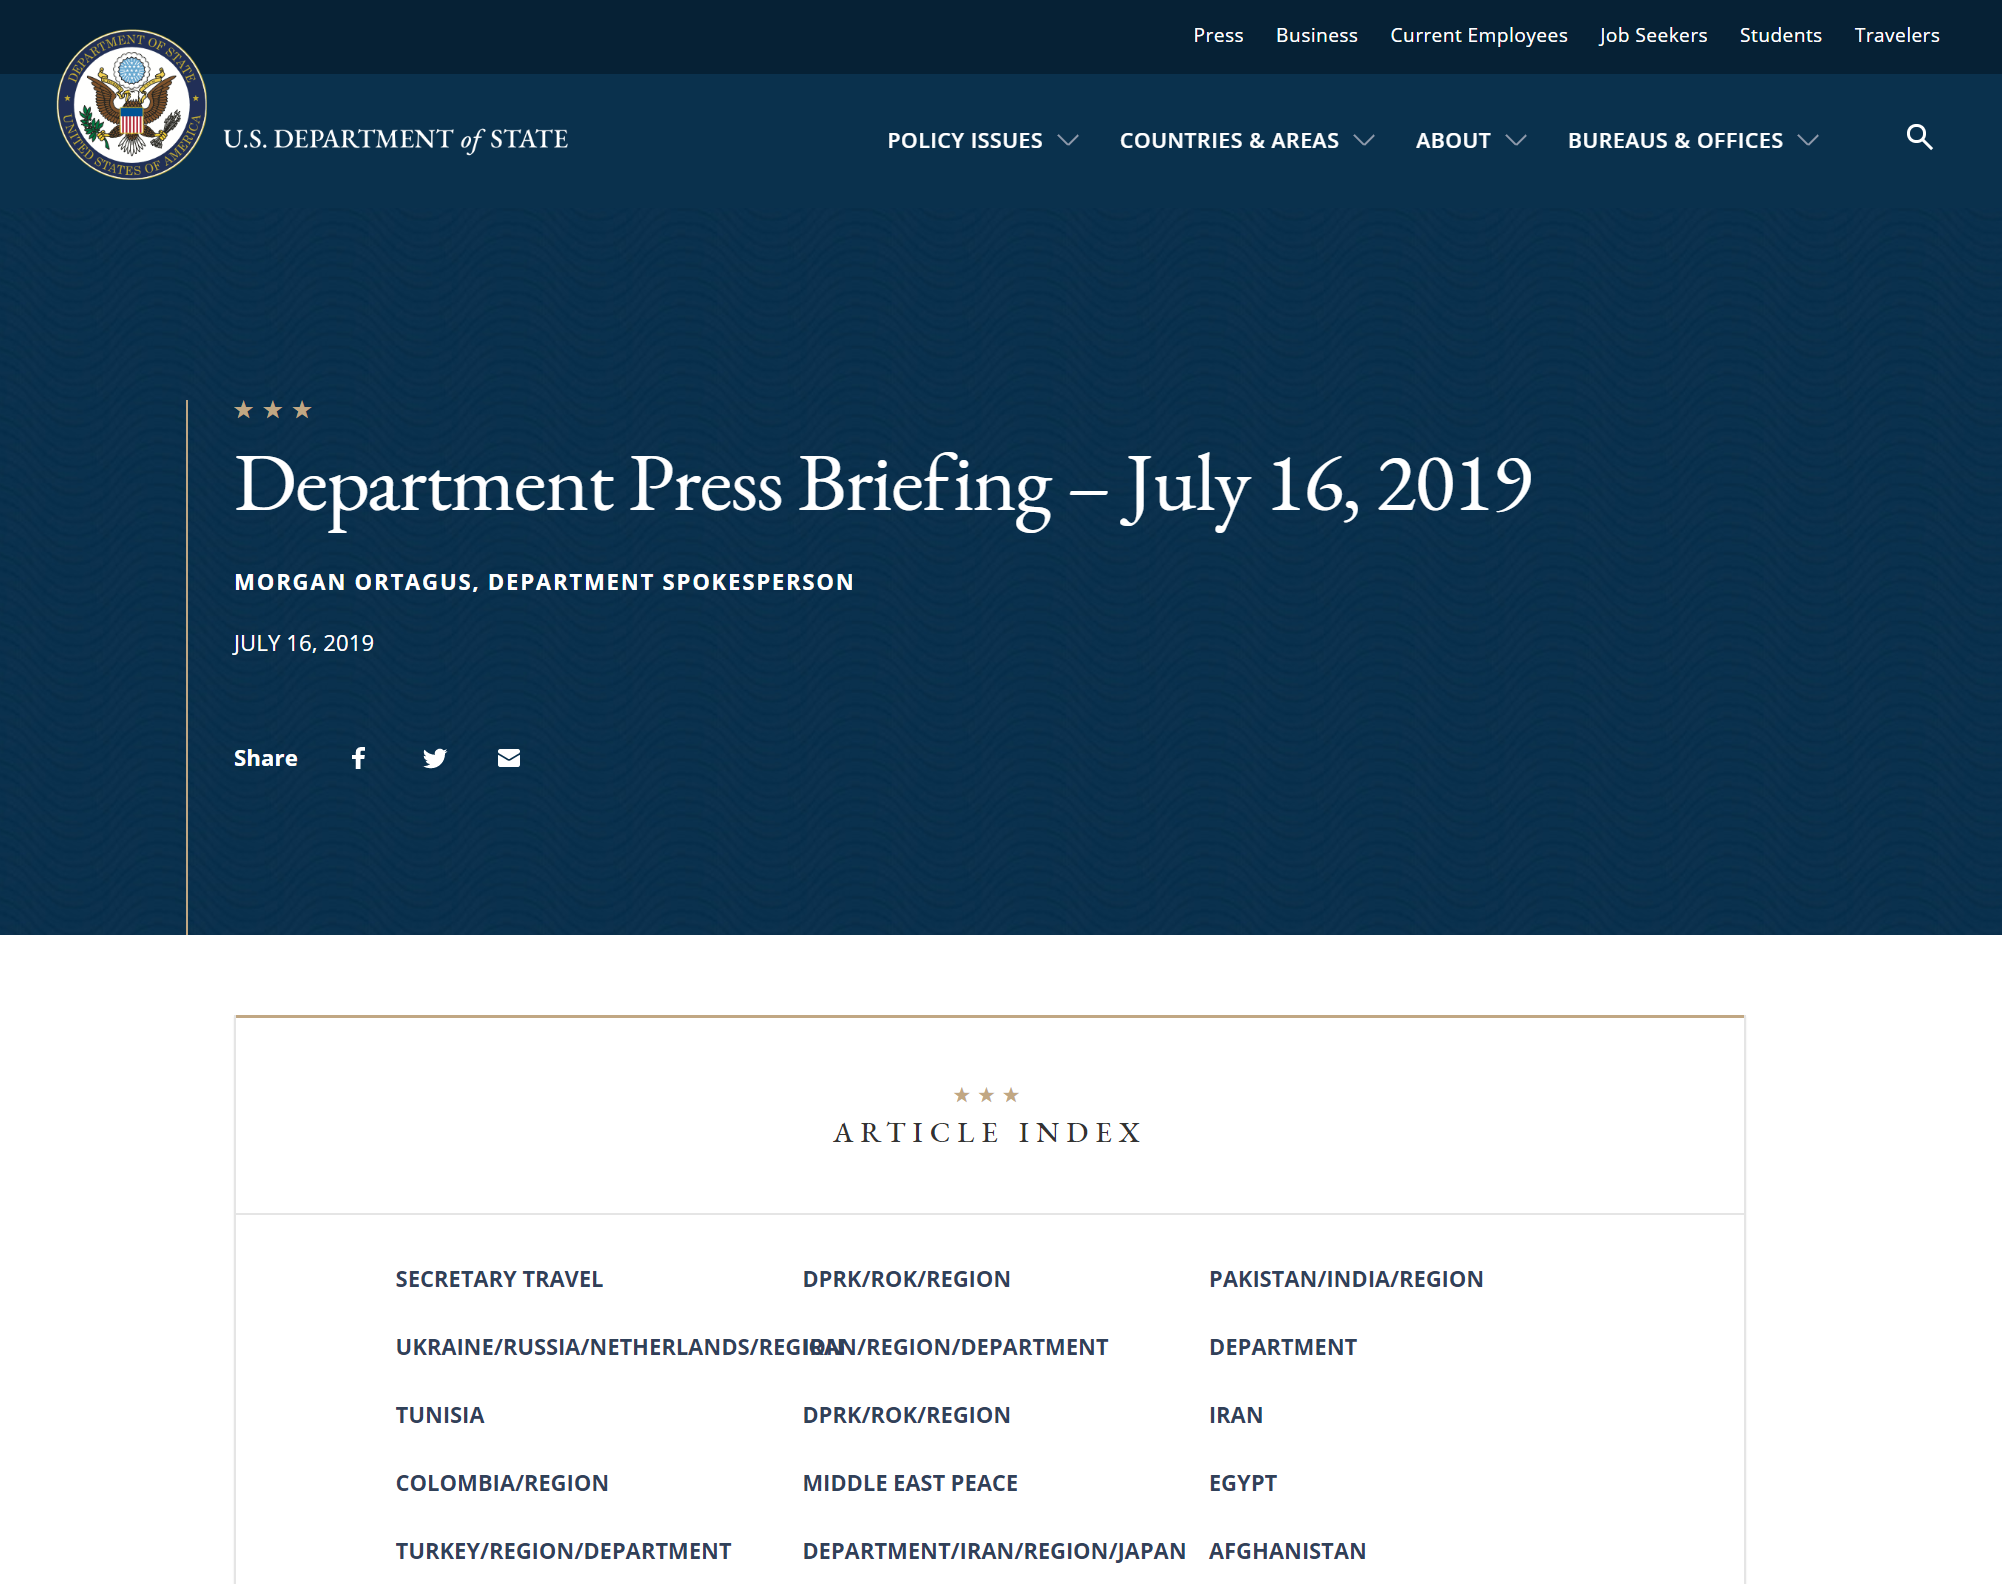 Press Business Current Employees Job Seekers Students Travelers
DEPARTMENT OF STATE
UNITED STATES OF AMERICA
U.S. DEPARTMENT of STATE
POLICY ISSUES COUNTRIES & AREAS ABOUT BUREAUS & OFFICES
Department Press Briefing – July 16, 2019
MORGAN ORTAGUS, DEPARTMENT SPOKESPERSON
JULY 16, 2019
Share
ARTICLE INDEX
SECRETARY TRAVEL DPRK/ROK/REGION PAKISTAN/INDIA/REGION
UKRAINE/RUSSIA/NETHERLANDS/REGION IRAN/REGION/DEPARTMENT DEPARTMENT
TUNISIA DPRK/ROK/REGION IRAN
COLOMBIA/REGION MIDDLE EAST PEACE EGYPT
TURKEY/REGION/DEPARTMENT DEPARTMENT/IRAN/REGION/JAPAN AFGHANISTAN